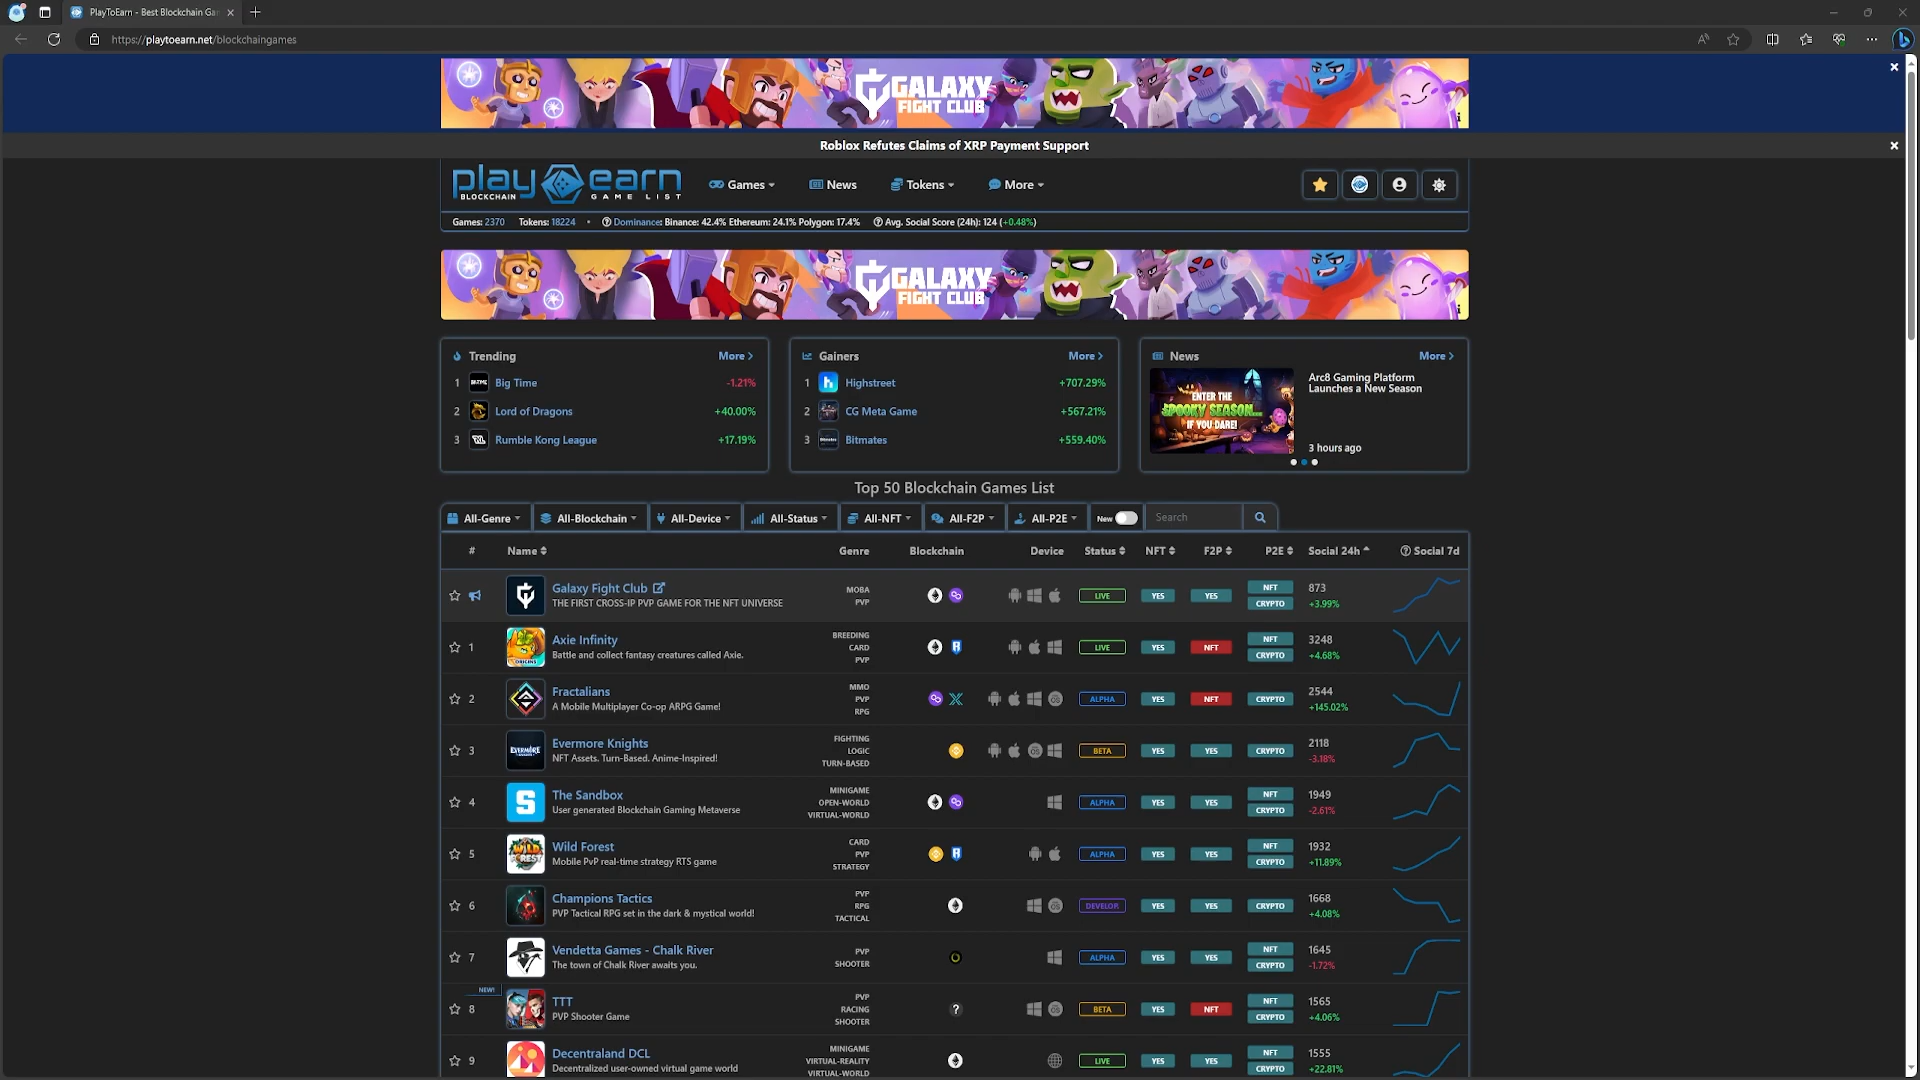 PlayToEarn - Best Blockchain Gar
https://playtoearn.net/blockchaingames
GALAXY
FIGHT CLUB
Roblox Refutes Claims of XRP Payment Support
play earn
BLOCKCHAIN GAME LIST
Games
News
Tokens
More
Games: 2370 Tokens: 18224 • Dominance: Binance: 42.4% Ethereum: 24.1% Polygon: 17.4% Avg. Social Score (24h): 124 (+0.48%)
GALAXY
FIGHT CLUB
Trending More
1 Big Time -1.21%
2 Lord of Dragons +40.00%
3 Rumble Kong League +17.19%
Gainers More
1 Highstreet +707.29%
2 CG Meta Game +567.21%
3 Bitmates +559.40%
News More
ENTER THE
SPOOKY SEASON...
IF YOU DARE!
Arc8 Gaming Platform
Launches a New Season
3 hours ago
Top 50 Blockchain Games List
All-Genre All-Blockchain All-Device All-Status All-NFT All-F2P All-P2E New Search
# Name Genre Blockchain Device Status NFT F2P P2E Social 24h Social 7d
Galaxy Fight Club
THE FIRST CROSS-IP PVP GAME FOR THE NFT UNIVERSE
MOBA
PVP
LIVE YES YES
NFT
CRYPTO
873
+3.99%
1
Axie Infinity
Battle and collect fantasy creatures called Axie.
BREEDING
CARD
PVP
LIVE YES NFT
NFT
CRYPTO
3248
+4.68%
2
Fractalians
A Mobile Multiplayer Co-op ARPG Game!
MMO
PVP
RPG
ALPHA YES NFT CRYPTO
2544
+145.02%
3
EVERMORE
Evermore Knights
NFT Assets. Turn-Based. Anime-Inspired!
FIGHTING
LOGIC
TURN-BASED
BETA YES YES CRYPTO
2118
-3.18%
4
The Sandbox
User generated Blockchain Gaming Metaverse
MINIGAME
OPEN-WORLD
VIRTUAL-WORLD
ALPHA YES YES
NFT
CRYPTO
1949
-2.61%
5
WILD
FOREST
Wild Forest
Mobile PvP real-time strategy RTS game
CARD
PVP
STRATEGY
ALPHA YES YES
NFT
CRYPTO
1932
+11.89%
6
Champions Tactics
PVP Tactical RPG set in the dark & mystical world!
PVP
RPG
TACTICAL
DEVELOP YES YES CRYPTO
1668
+4.08%
7
Vendetta Games - Chalk River
The town of Chalk River awaits you.
PVP
SHOOTER
ALPHA YES YES
NFT
CRYPTO
1645
-1.72%
NEW!
8
TTT
PVP Shooter Game
PVP
RACING
SHOOTER
?
BETA YES NFT
NFT
CRYPTO
1565
+4.06%
9
Decentraland DCL
Decentralized user-owned virtual game world
MINIGAME
VIRTUAL-REALITY
VIRTUAL-WORLD
LIVE YES YES
NFT
CRYPTO
1555
+22.81%